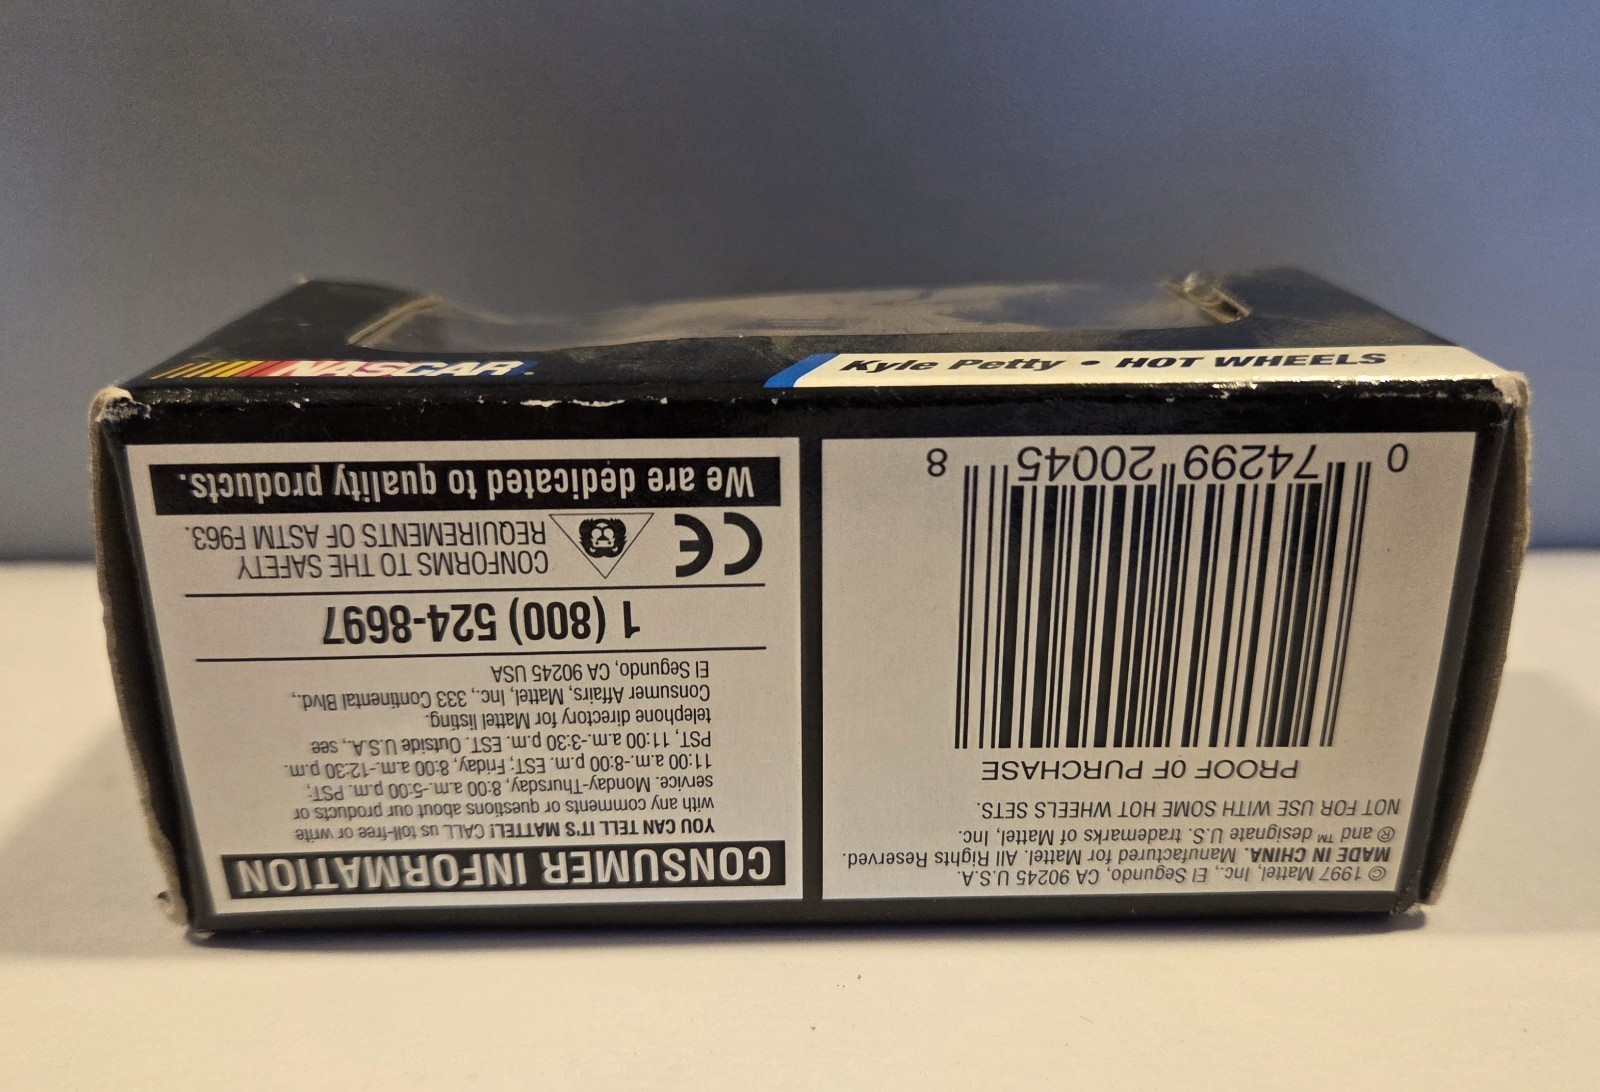 NASCAR.
Kyle Petty • HOT WHEELS
CONSUMER INFORMATION
YOU CAN TELL IT'S MATTEL! CALL us toll-free or write
with any comments or questions about our products or
service. Monday-Thursday, 8:00 a.m.-5:00 p.m. PST;
11:00 a.m.-8:00 p.m. EST; Friday, 8:00 a.m.-12:30 p.m.
PST, 11:00 a.m.-3:30 p.m. EST. Outside U.S.A., see
telephone directory for Mattel listing.
Consumer Affairs, Mattel, Inc., 333 Continental Blvd.,
El Segundo, CA 90245 USA
1 (800) 524-8697
CE
CONFORMS TO THE SAFETY
REQUIREMENTS OF ASTM F963.
We are dedicated to quality products.
© 1997 Mattel, Inc., El Segundo, CA 90245 U.S.A.
MADE IN CHINA. Manufactured for Mattel. All Rights Reserved.
® and ™ designate U.S. trademarks of Mattel, Inc.
NOT FOR USE WITH SOME HOT WHEELS SETS.
PROOF OF PURCHASE
0 74299 20045 8